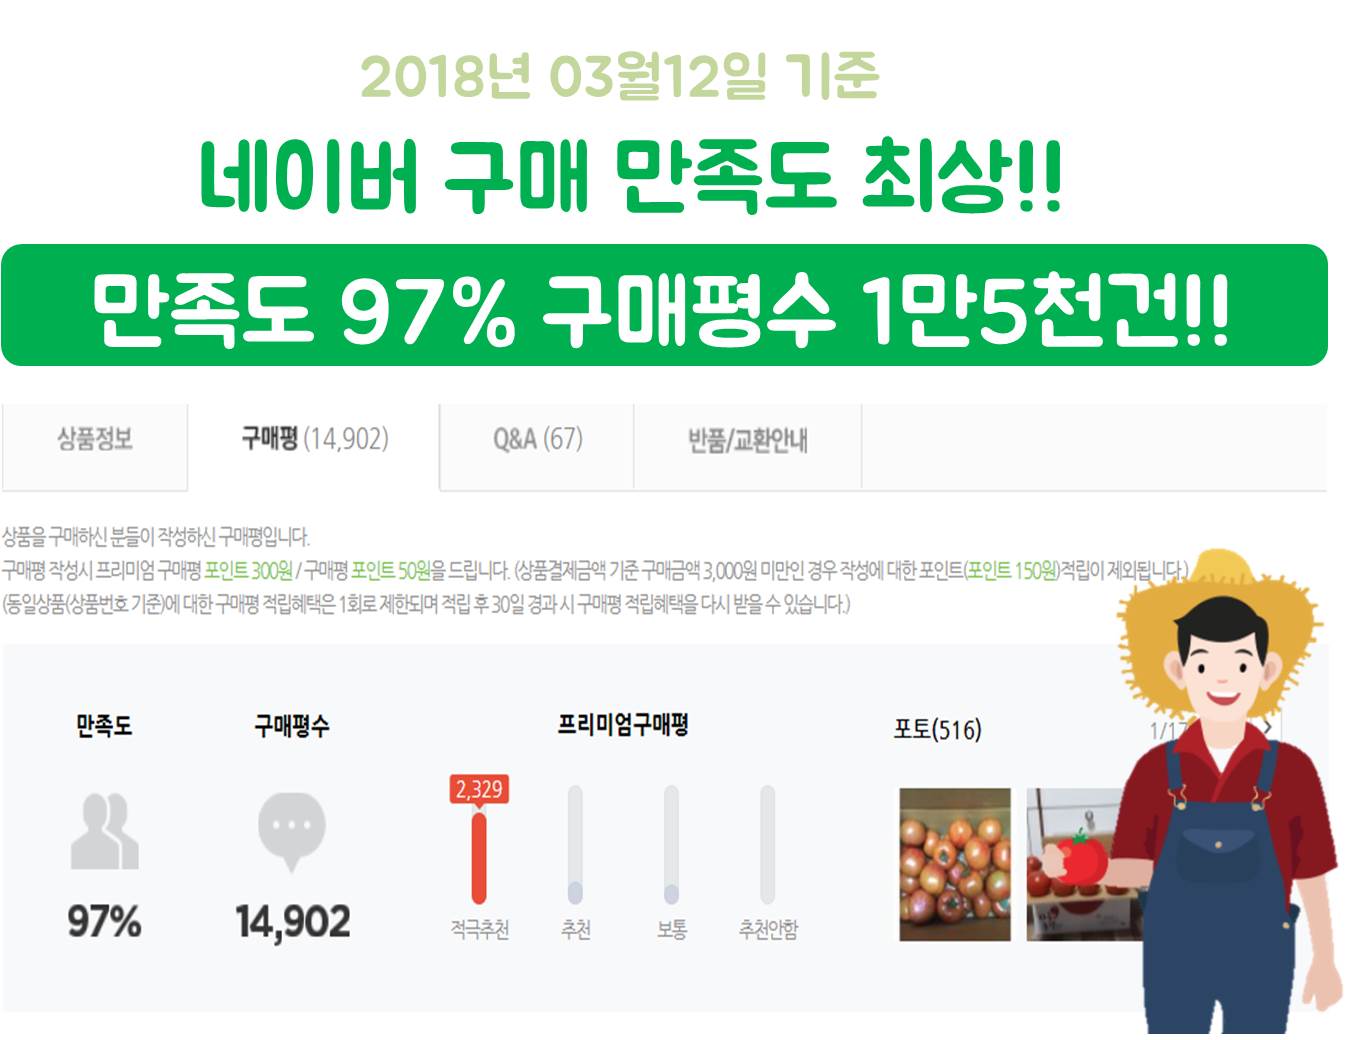 2018년 03월12일 기준
네이버 구매 만족도 최상!!
만족도 97% 구매평수 1만5천건!!
상품정보 구매평 (14,902) Q&A (67) 반품/교환안내
상품을 구매하신 분들이 작성하신 구매평입니다.
구매평 작성시 프리미엄 구매평 포인트 300원 / 구매평 포인트 50원을 드립니다. (상품결제금액 기준 구매금액 3,000원 미만인 경우 작성에 대한 포인트(포인트 150원)적립이 제외됩니다.)
(동일상품(상품번호 기준)에 대한 구매평 적립혜택은 1회로 제한되며 적립 후 30일 경과 시 구매평 적립혜택을 다시 받을 수 있습니다.)
만족도 구매평수 프리미엄구매평 포토(516) 1/17
2,329
97% 14,902 적극추천 추천 보통 추천안함